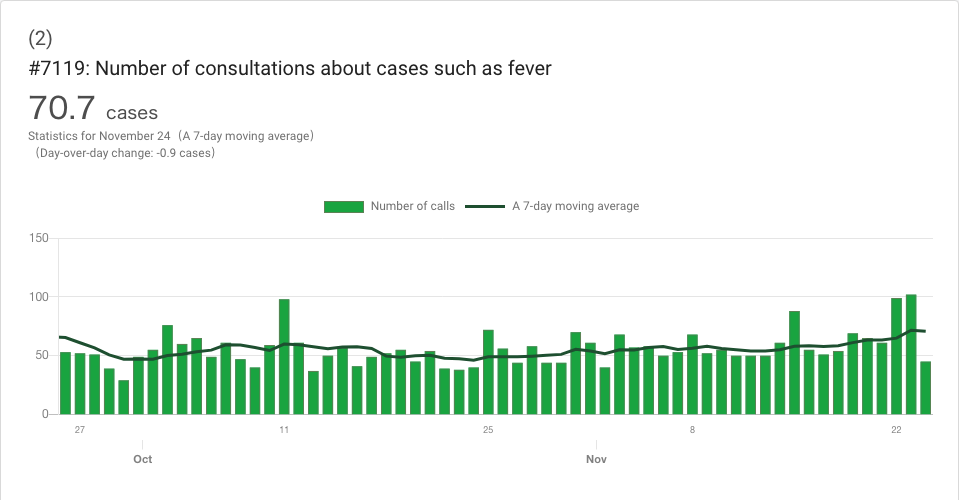 (2)
#7119: Number of consultations about cases such as fever
70.7 cases
Statistics for November 24（A 7-day moving average）
（Day-over-day change: -0.9 cases）
Number of calls A 7-day moving average
150
100
50
0
27 11 25 8 22
Oct Nov